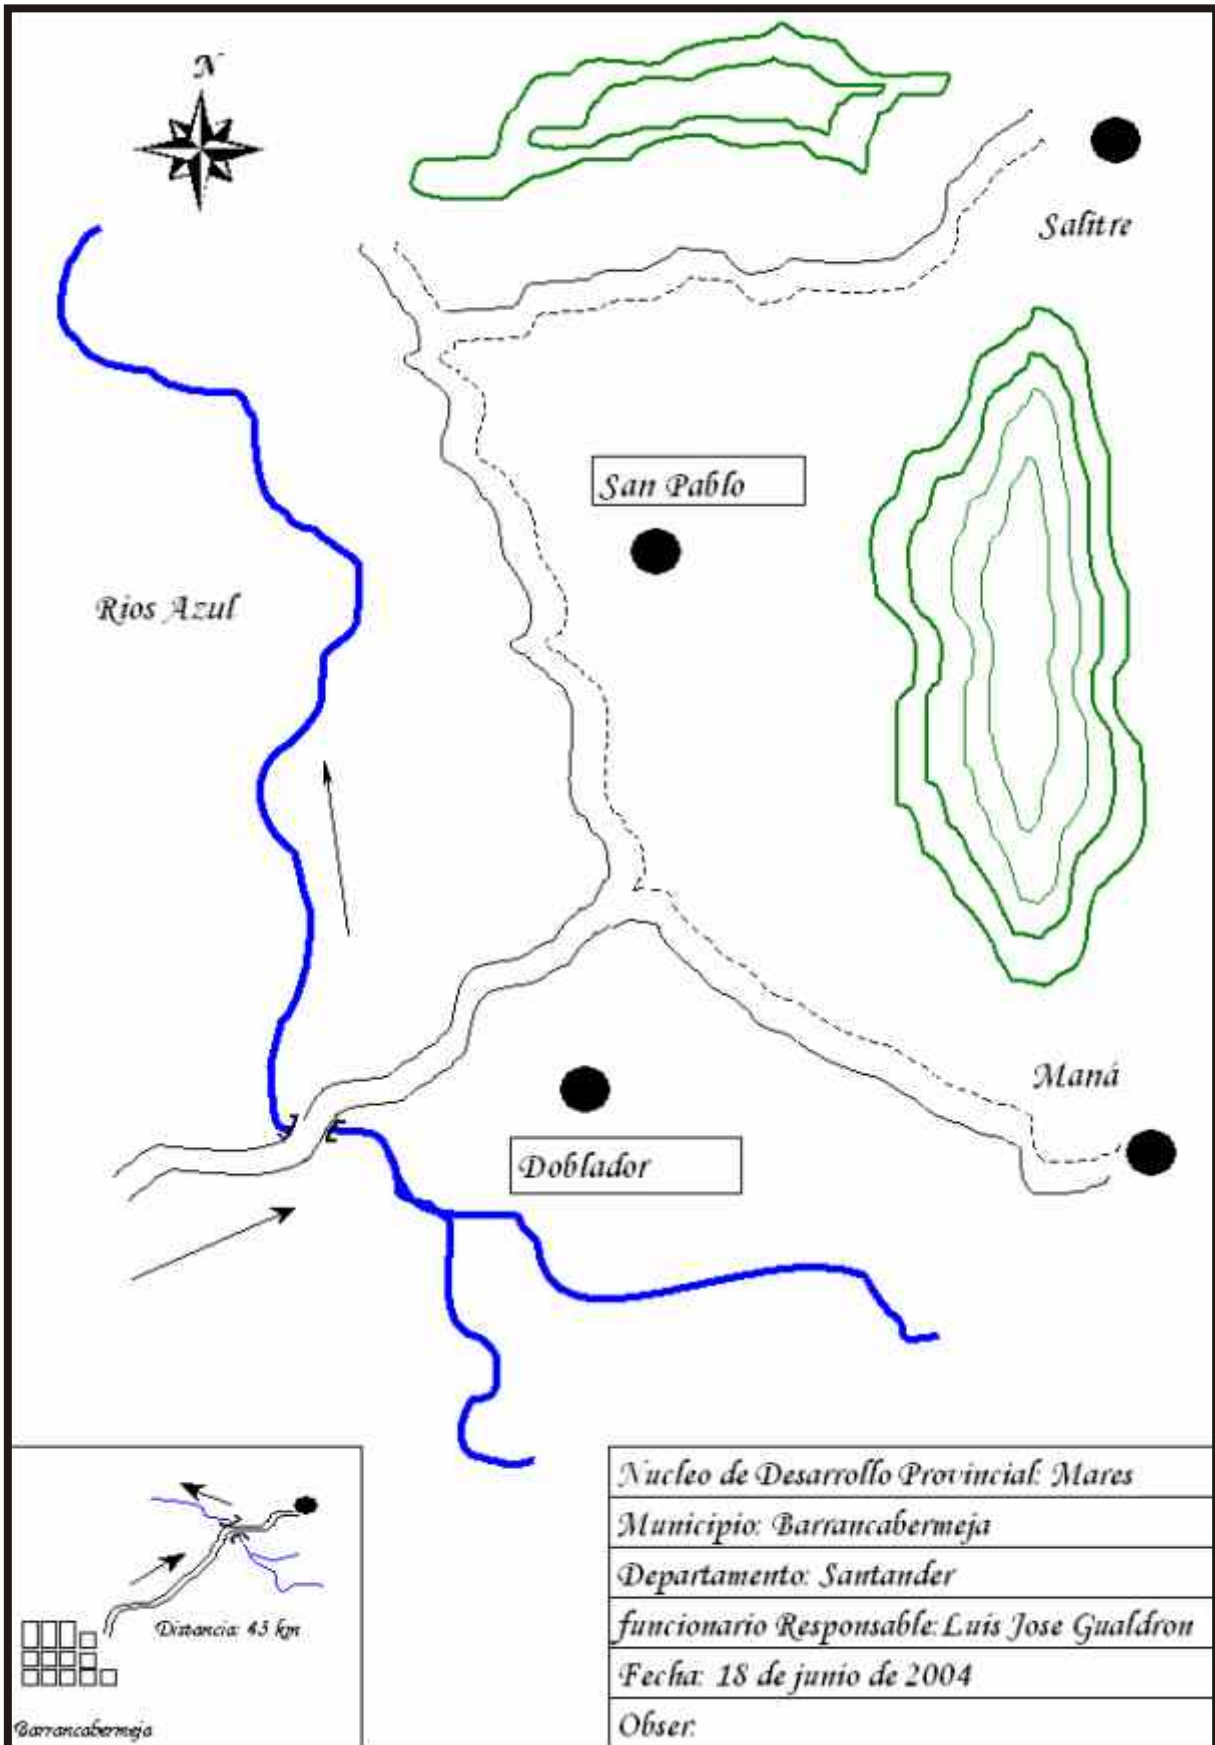 N
Salitre
San Pablo
Rios Azul
Maná
Doblador
Distancia: 43 km
Barrancabermeja
Nucleo de Desarrollo Provincial: Mares
Municipio: Barrancabermeja
Departamento: Santander
funcionario Responsable: Luis Jose Gualdron
Fecha: 18 de junio de 2004
Obser: